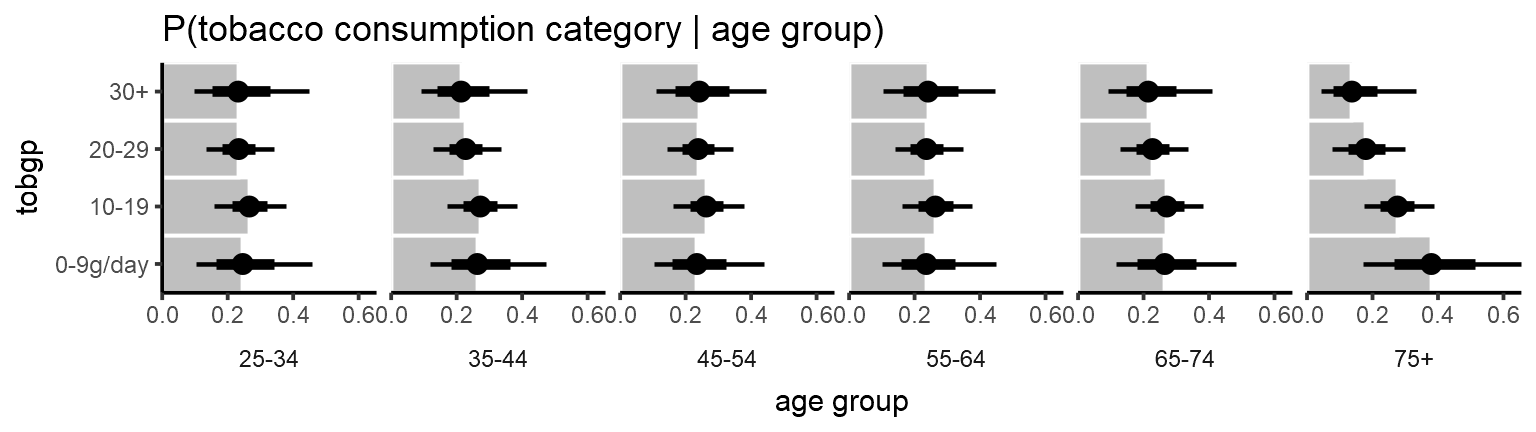 P(tobacco consumption category | age group)
tobgp
30+
20-29
10-19
0-9g/day
0.0 0.2 0.4 0.6 0.0 0.2 0.4 0.6 0.0 0.2 0.4 0.6 0.0 0.2 0.4 0.6 0.0 0.2 0.4 0.6 0.0 0.2 0.4 0.6
25-34 35-44 45-54 55-64 65-74 75+
age group